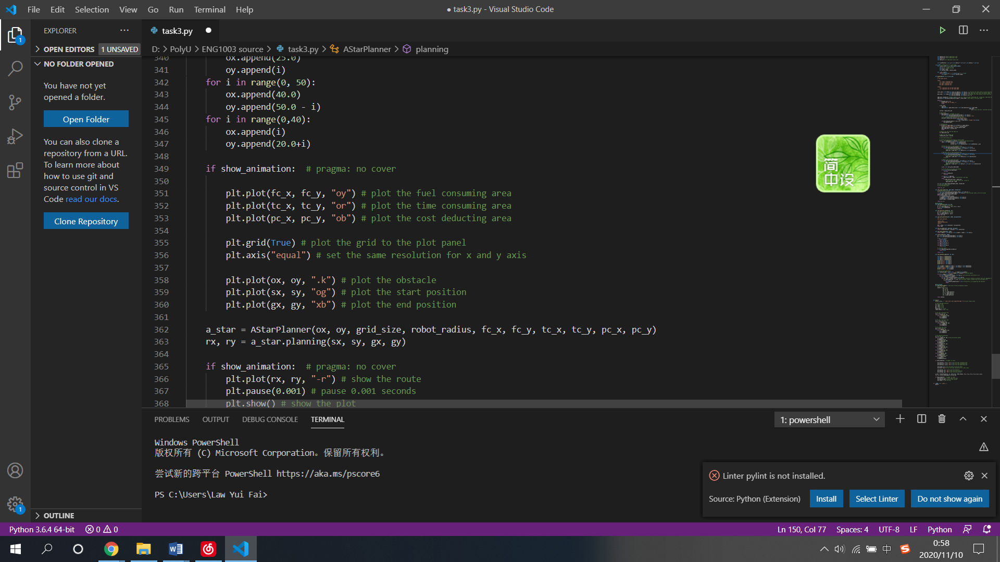 File Edit Selection View Go Run Terminal Help
● task3.py - Visual Studio Code
EXPLORER
OPEN EDITORS 1 UNSAVED
NO FOLDER OPENED
You have not yet
opened a folder.
Open Folder
You can also clone a
repository from a URL.
To learn more about
how to use git and
source control in VS
Code read our docs.
Clone Repository
OUTLINE
task3.py
D: > PolyU > ENG1003 source > task3.py > AStarPlanner > planning
340 ox.append(25.0)
341 oy.append(i)
342 for i in range(0, 50):
343 ox.append(40.0)
344 oy.append(50.0 - i)
345 for i in range(0,40):
346 ox.append(i)
347 oy.append(20.0+i)
348
349 if show_animation:  # pragma: no cover
350
351 plt.plot(fc_x, fc_y, "oy") # plot the fuel consuming area
352 plt.plot(tc_x, tc_y, "or") # plot the time consuming area
353 plt.plot(pc_x, pc_y, "ob") # plot the cost deducting area
354
355 plt.grid(True) # plot the grid to the plot panel
356 plt.axis("equal") # set the same resolution for x and y axis
357
358 plt.plot(ox, oy, ".k") # plot the obstacle
359 plt.plot(sx, sy, "og") # plot the start position
360 plt.plot(gx, gy, "xb") # plot the end position
361
362 a_star = AStarPlanner(ox, oy, grid_size, robot_radius, fc_x, fc_y, tc_x, tc_y, pc_x, pc_y)
363 rx, ry = a_star.planning(sx, sy, gx, gy)
364
365 if show_animation:  # pragma: no cover
366 plt.plot(rx, ry, "-r") # show the route
367 plt.pause(0.001) # pause 0.001 seconds
368 plt.show() # show the plot
简
中设
PROBLEMS OUTPUT DEBUG CONSOLE TERMINAL
1: powershell
Windows PowerShell
版权所有 (C) Microsoft Corporation。保留所有权利。
尝试新的跨平台 PowerShell https://aka.ms/pscore6
PS C:\Users\Law Yui Fai>
Linter pylint is not installed.
Source: Python (Extension) Install Select Linter Do not show again
Python 3.6.4 64-bit 0 0
Ln 150, Col 77 Spaces: 4 UTF-8 LF Python
中
0:58
2020/11/10